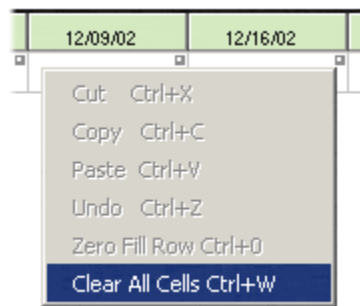 12/09/02 12/16/02
Cut Ctrl+X
Copy Ctrl+C
Paste Ctrl+V
Undo Ctrl+Z
Zero Fill Row Ctrl+0
Clear All Cells Ctrl+W